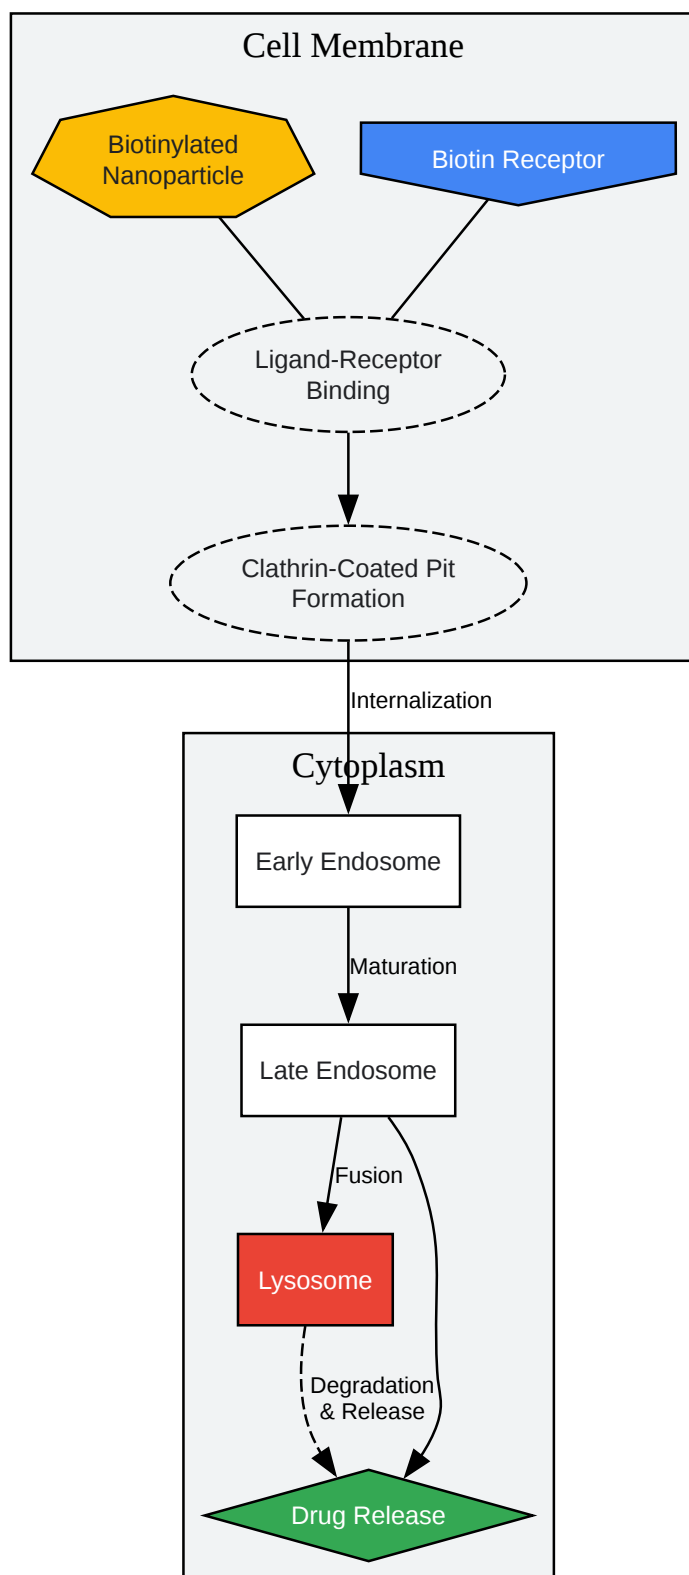 Cell Membrane
Biotinylated
Nanoparticle
Biotin Receptor
Ligand-Receptor
Binding
Clathrin-Coated Pit
Formation
Internalization
Cytoplasm
Early Endosome
Maturation
Late Endosome
Fusion
Lysosome
Degradation
& Release
Drug Release